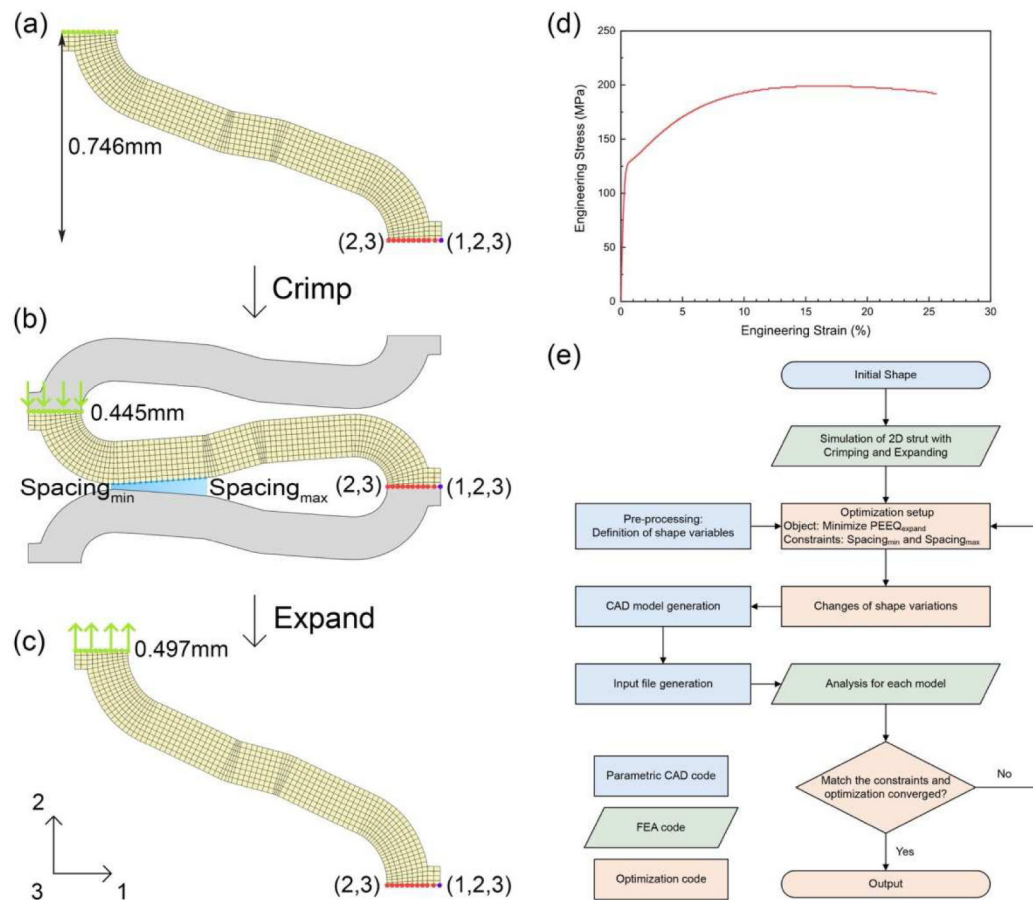 (a)
0.746mm
(2,3)
(1,2,3)
Crimp
(b)
0.445mm
Spacingmin
Spacingmax
(2,3)
(1,2,3)
Expand
(c)
0.497mm
2
3
1
(2,3)
(1,2,3)
(d)
Engineering Stress (MPa)
250
200
150
100
50
0
0
5
10
15
20
25
30
Engineering Strain (%)
(e)
Initial Shape
Simulation of 2D strut with
Crimping and Expanding
Pre-processing:
Definition of shape variables
Optimization setup
Object: Minimize PEEQexpand
Constraints: Spacingmin and Spacingmax
CAD model generation
Changes of shape variations
Input file generation
Analysis for each model
Parametric CAD code
FEA code
Optimization code
Match the constraints and
optimization converged?
No
Yes
Output